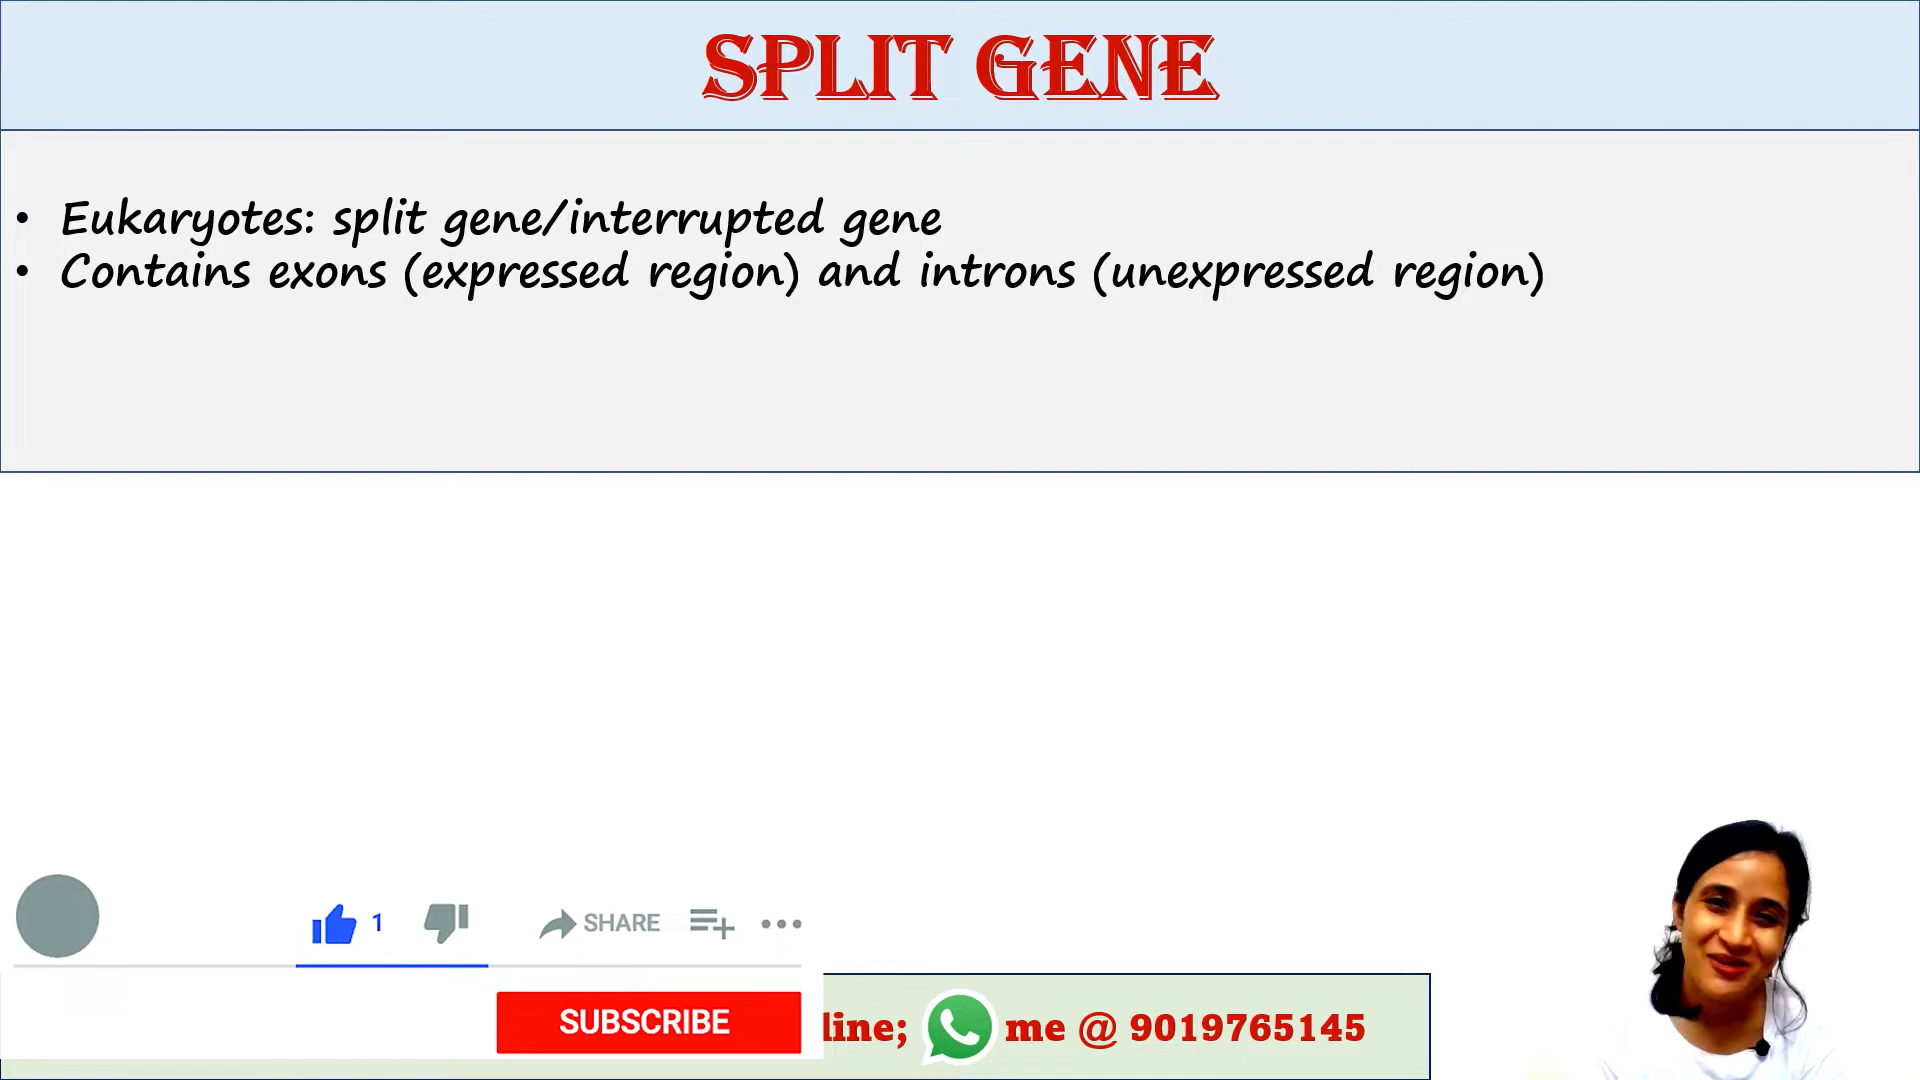 SPLIT GENE
• Eukaryotes: split gene/interrupted gene
• Contains exons (expressed region) and introns (unexpressed region)
1 SHARE
SUBSCRIBE
line; me @ 9019765145